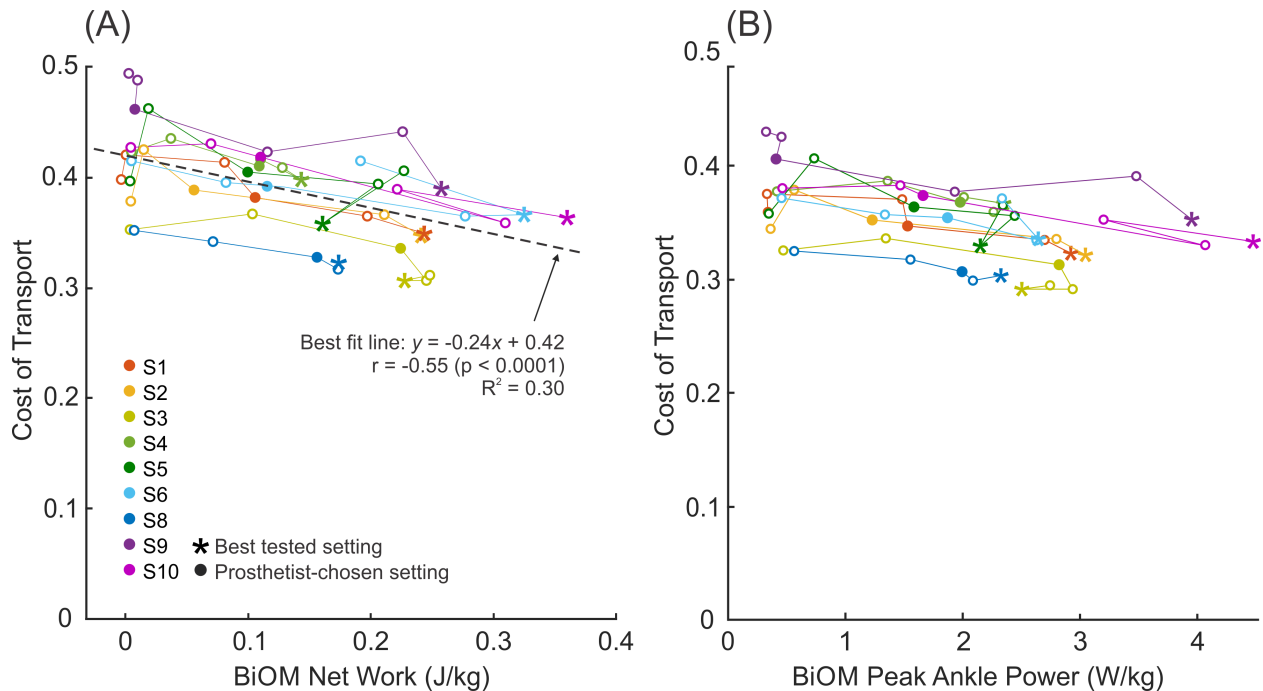 (A)
0.5
0.4
0.3
0.2
0.1
0
0
0.1
0.2
0.3
0.4
Cost of Transport
BiOM Net Work (J/kg)
Best fit line: y = -0.24x + 0.42
r = -0.55 (p < 0.0001)
R² = 0.30
S1
S2
S3
S4
S5
S6
S8
S9
S10
Best tested setting
Prosthetist-chosen setting
(B)
0.5
0.4
0.3
0.2
0.1
0
0
1
2
3
4
Cost of Transport
BiOM Peak Ankle Power (W/kg)